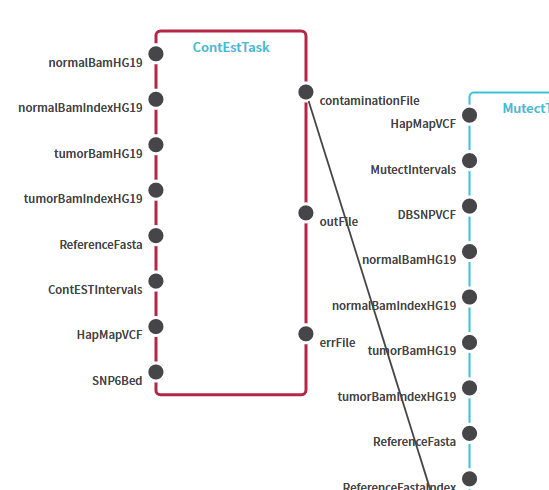 ContEstTask
normalBamHG19
normalBamIndexHG19
tumorBamHG19
tumorBamIndexHG19
ReferenceFasta
ContESTIntervals
HapMapVCF
SNP6Bed
contaminationFile
outFile
errFile
MutectT
HapMapVCF
MutectIntervals
DBSNPVCF
normalBamHG19
normalBamIndexHG19
tumorBamHG19
tumorBamIndexHG19
ReferenceFasta
ReferenceFastaIndex